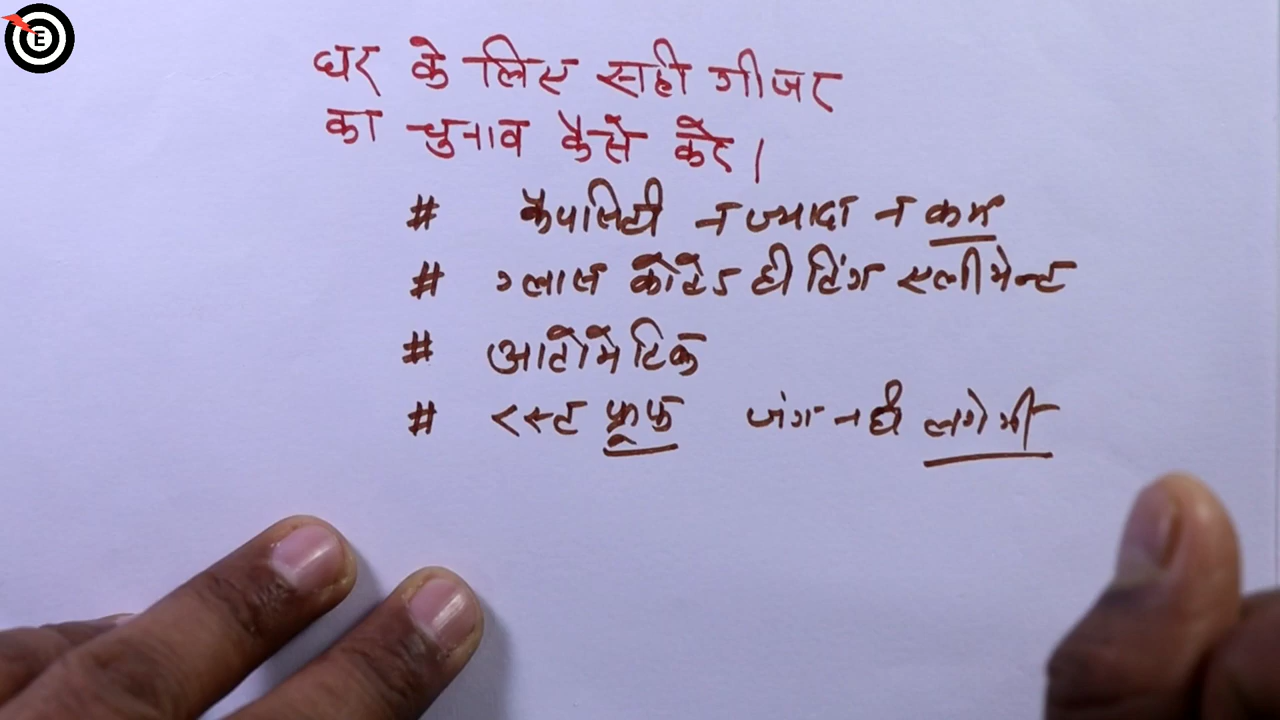 E
घर के लिए सही गीजर
का चुनाव कैसे करे।
# कैपासिटी न ज्यादा न कम
# ग्लास कोटेड हीटिंग एलीमेन्ट
# आटोमेटिक
# रस्ट प्रूफ जंग नही लगेगी